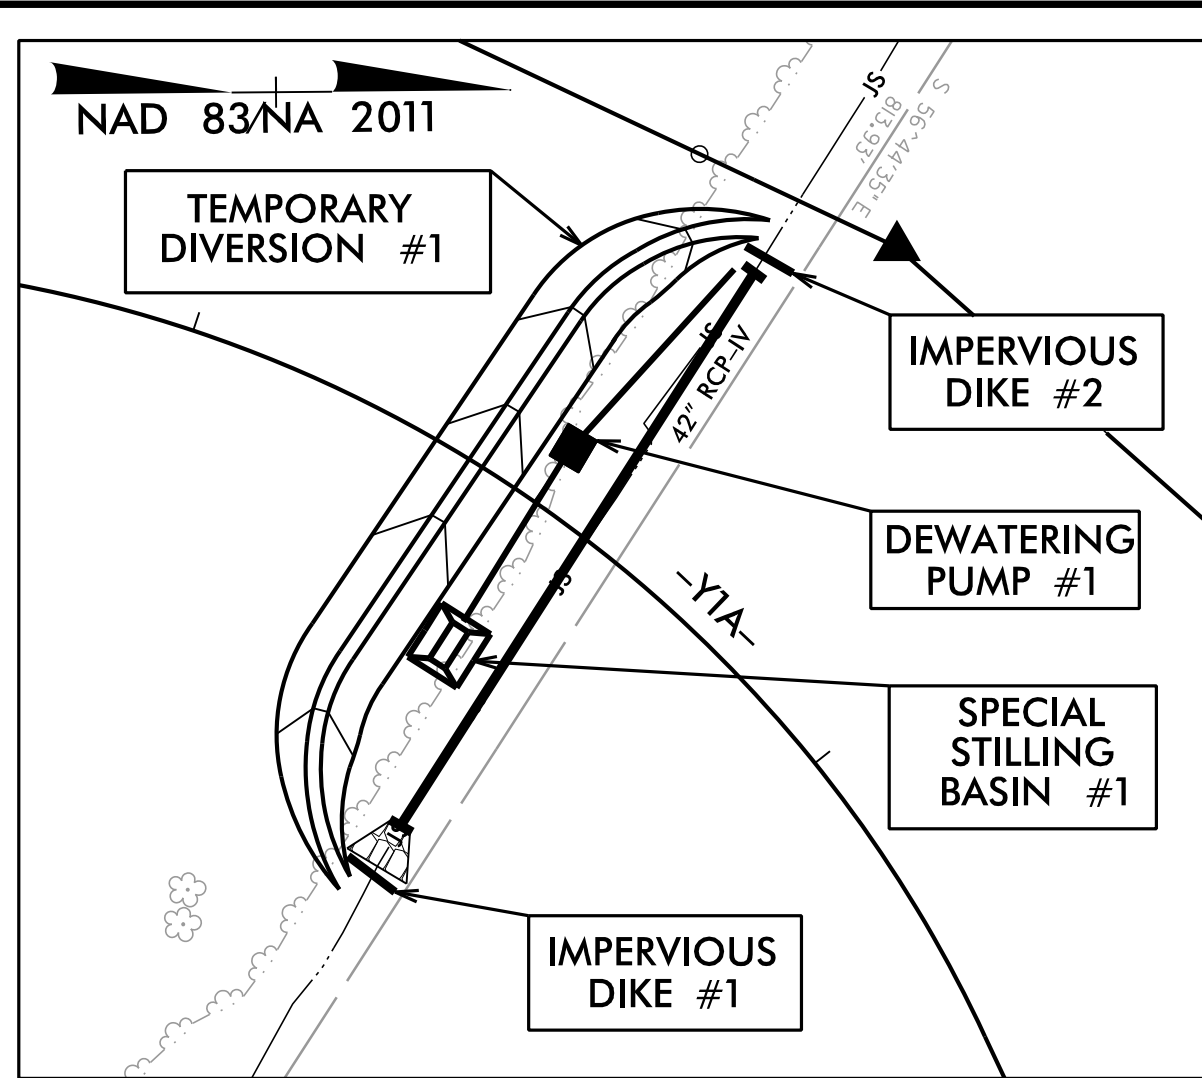 NAD 83/NA 2011
TEMPORARY
DIVERSION #1
JS
S 56^44'35" E
813.93'
IMPERVIOUS
DIKE #2
JS
42" RCP-IV
DEWATERING
PUMP #1
JS
-Y1A-
SPECIAL
STILLING
BASIN #1
IMPERVIOUS
DIKE #1